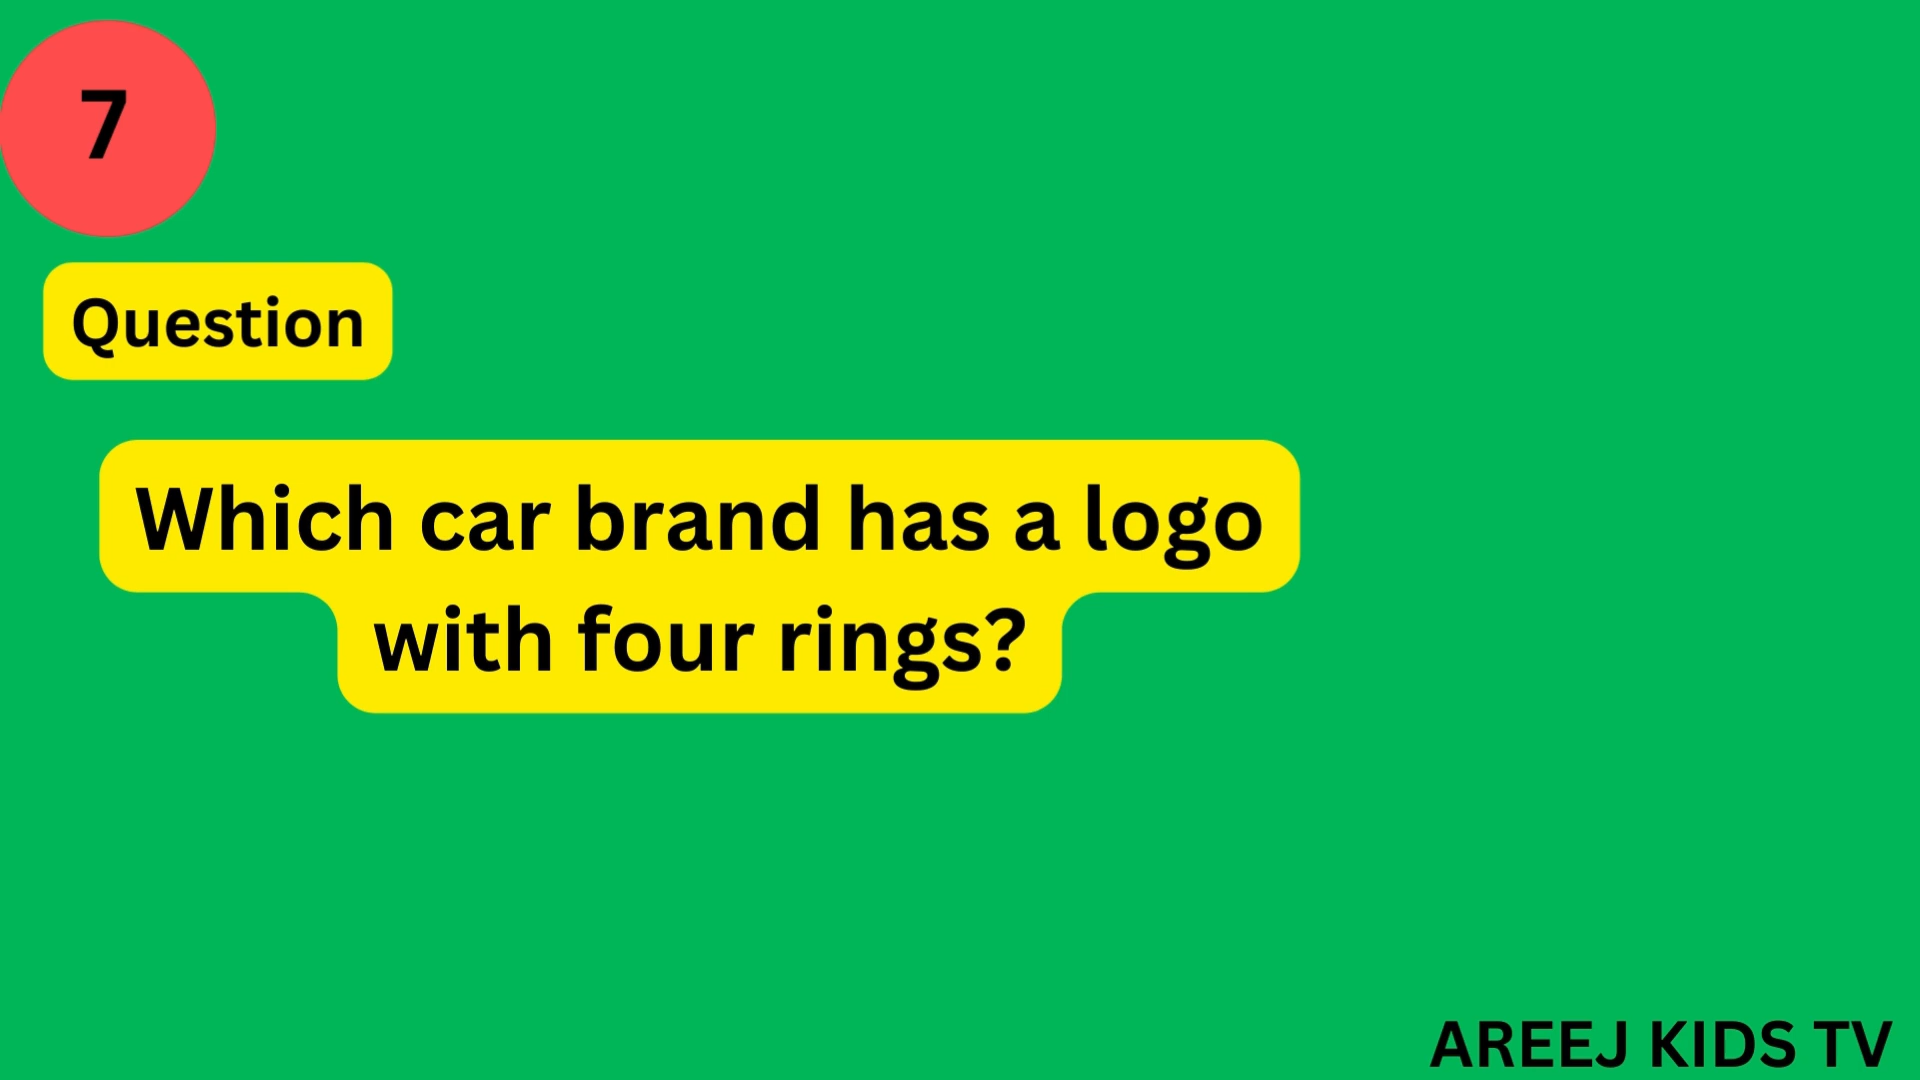 7
Question
Which car brand has a logo
with four rings?
AREEJ KIDS TV